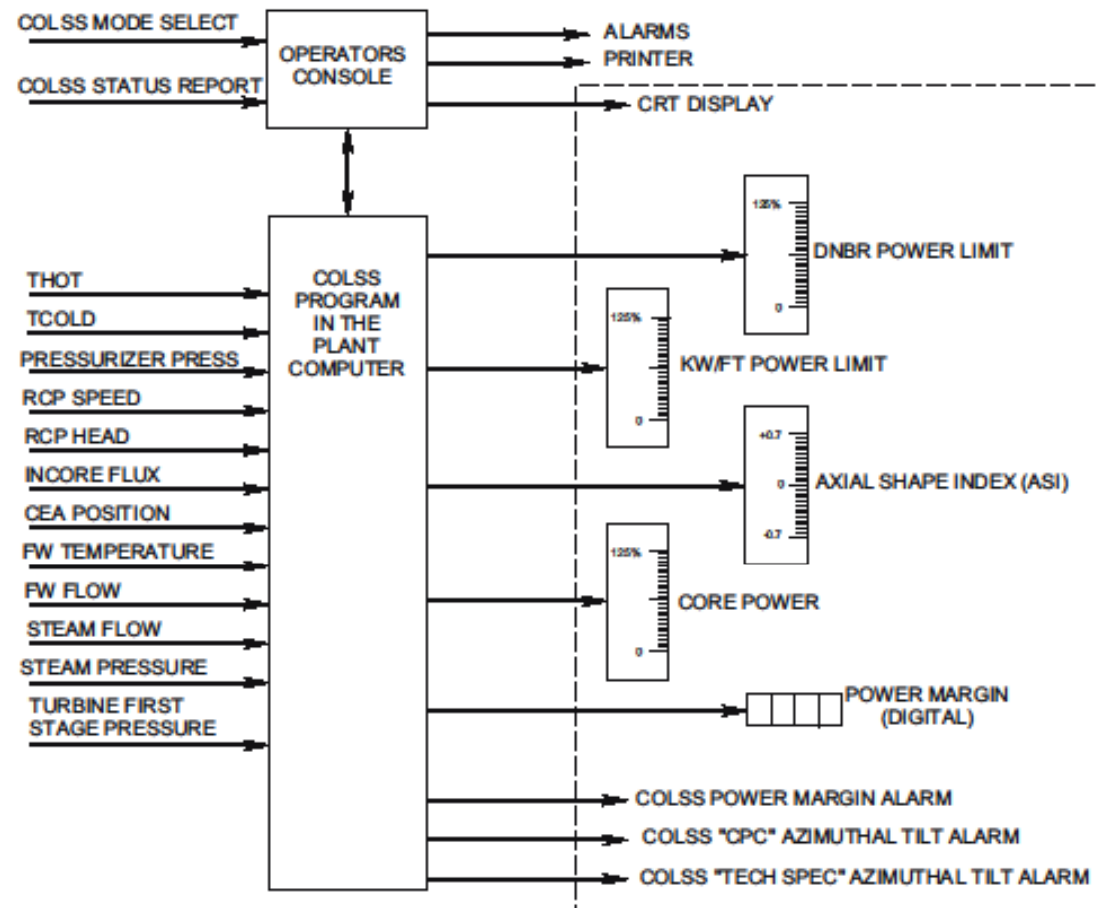 COLSS MODE SELECT
COLSS STATUS REPORT
OPERATORS
CONSOLE
ALARMS
PRINTER
CRT DISPLAY
THOT
TCOLD
PRESSURIZER PRESS
RCP SPEED
RCP HEAD
INCORE FLUX
CEA POSITION
FW TEMPERATURE
FW FLOW
STEAM FLOW
STEAM PRESSURE
TURBINE FIRST
STAGE PRESSURE
COLSS
PROGRAM
IN THE
PLANT
COMPUTER
125%
0
DNBR POWER LIMIT
125%
0
KW/FT POWER LIMIT
+0.7
0
-0.7
AXIAL SHAPE INDEX (ASI)
125%
0
CORE POWER
POWER MARGIN
(DIGITAL)
COLSS POWER MARGIN ALARM
COLSS "CPC" AZIMUTHAL TILT ALARM
COLSS "TECH SPEC" AZIMUTHAL TILT ALARM